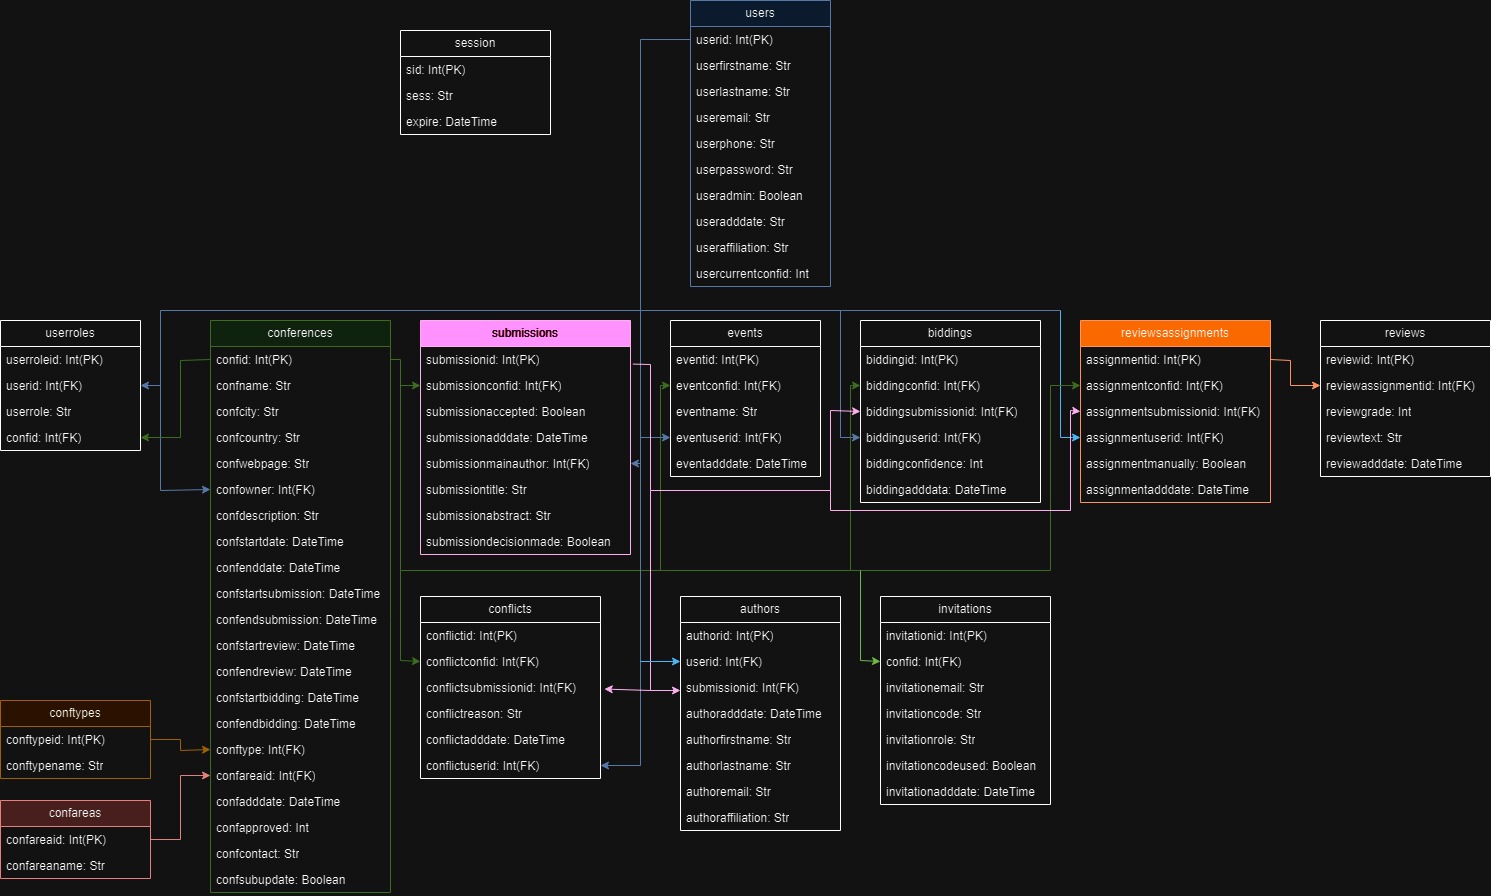 users
userid: Int(PK)
userfirstname: Str
userlastname: Str
useremail: Str
userphone: Str
userpassword: Str
useradmin: Boolean
useradddate: Str
useraffiliation: Str
usercurrentconfid: Int
session
sid: Int(PK)
sess: Str
expire: DateTime
userroles
userroleid: Int(PK)
userid: Int(FK)
userrole: Str
confid: Int(FK)
conferences
confid: Int(PK)
confname: Str
confcity: Str
confcountry: Str
confwebpage: Str
confowner: Int(FK)
confdescription: Str
confstartdate: DateTime
confenddate: DateTime
confstartsubmission: DateTime
confendsubmission: DateTime
confstartreview: DateTime
confendreview: DateTime
confstartbidding: DateTime
confendbidding: DateTime
conftype: Int(FK)
confareaid: Int(FK)
confadddate: DateTime
confapproved: Int
confcontact: Str
confsubupdate: Boolean
submissions
submissionid: Int(PK)
submissionconfid: Int(FK)
submissionaccepted: Boolean
submissionadddate: DateTime
submissionmainauthor: Int(FK)
submissiontitle: Str
submissionabstract: Str
submissiondecisionmade: Boolean
events
eventid: Int(PK)
eventconfid: Int(FK)
eventname: Str
eventuserid: Int(FK)
eventadddate: DateTime
biddings
biddingid: Int(PK)
biddingconfid: Int(FK)
biddingsubmissionid: Int(FK)
biddinguserid: Int(FK)
biddingconfidence: Int
biddingadddata: DateTime
reviewsassignments
assignmentid: Int(PK)
assignmentconfid: Int(FK)
assignmentsubmissionid: Int(FK)
assignmentuserid: Int(FK)
assignmentmanually: Boolean
assignmentadddate: DateTime
reviews
reviewid: Int(PK)
reviewassignmentid: Int(FK)
reviewgrade: Int
reviewtext: Str
reviewadddate: DateTime
conflicts
conflictid: Int(PK)
conflictconfid: Int(FK)
conflictsubmissionid: Int(FK)
conflictreason: Str
conflictadddate: DateTime
conflictuserid: Int(FK)
authors
authorid: Int(PK)
userid: Int(FK)
submissionid: Int(FK)
authoradddate: DateTime
authorfirstname: Str
authorlastname: Str
authoremail: Str
authoraffiliation: Str
invitations
invitationid: Int(PK)
confid: Int(FK)
invitationemail: Str
invitationcode: Str
invitationrole: Str
invitationcodeused: Boolean
invitationadddate: DateTime
conftypes
conftypeid: Int(PK)
conftypename: Str
confareas
confareaid: Int(PK)
confareaname: Str